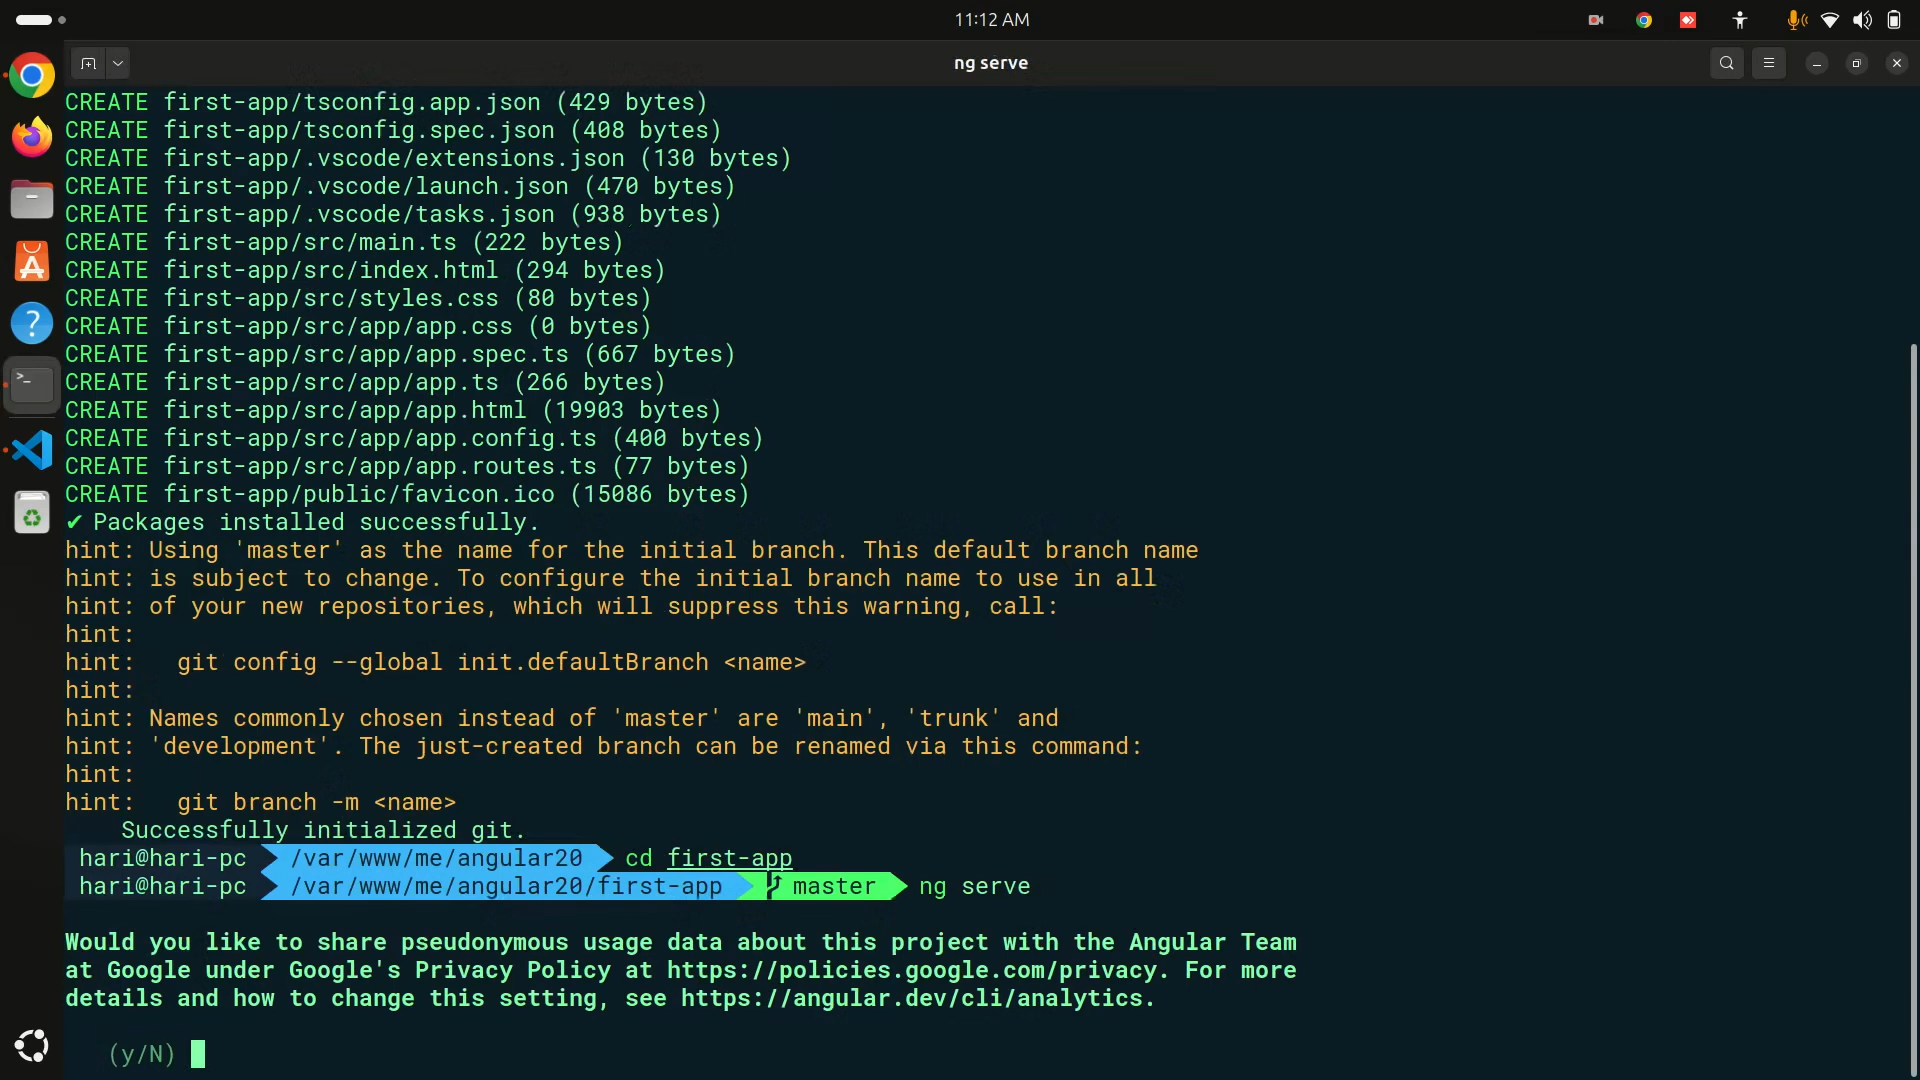 11:12 AM
ng serve
CREATE first-app/tsconfig.app.json (429 bytes)
CREATE first-app/tsconfig.spec.json (408 bytes)
CREATE first-app/.vscode/extensions.json (130 bytes)
CREATE first-app/.vscode/launch.json (470 bytes)
CREATE first-app/.vscode/tasks.json (938 bytes)
CREATE first-app/src/main.ts (222 bytes)
CREATE first-app/src/index.html (294 bytes)
CREATE first-app/src/styles.css (80 bytes)
CREATE first-app/src/app/app.css (0 bytes)
CREATE first-app/src/app/app.spec.ts (667 bytes)
CREATE first-app/src/app/app.ts (266 bytes)
CREATE first-app/src/app/app.html (19903 bytes)
CREATE first-app/src/app/app.config.ts (400 bytes)
CREATE first-app/src/app/app.routes.ts (77 bytes)
CREATE first-app/public/favicon.ico (15086 bytes)
✔ Packages installed successfully.
hint: Using 'master' as the name for the initial branch. This default branch name
hint: is subject to change. To configure the initial branch name to use in all
hint: of your new repositories, which will suppress this warning, call:
hint:
hint:   git config --global init.defaultBranch <name>
hint:
hint: Names commonly chosen instead of 'master' are 'main', 'trunk' and
hint: 'development'. The just-created branch can be renamed via this command:
hint:
hint:   git branch -m <name>
    Successfully initialized git.
hari@hari-pc /var/www/me/angular20 cd first-app
hari@hari-pc /var/www/me/angular20/first-app master ng serve
Would you like to share pseudonymous usage data about this project with the Angular Team
at Google under Google's Privacy Policy at https://policies.google.com/privacy. For more
details and how to change this setting, see https://angular.dev/cli/analytics.
(y/N)